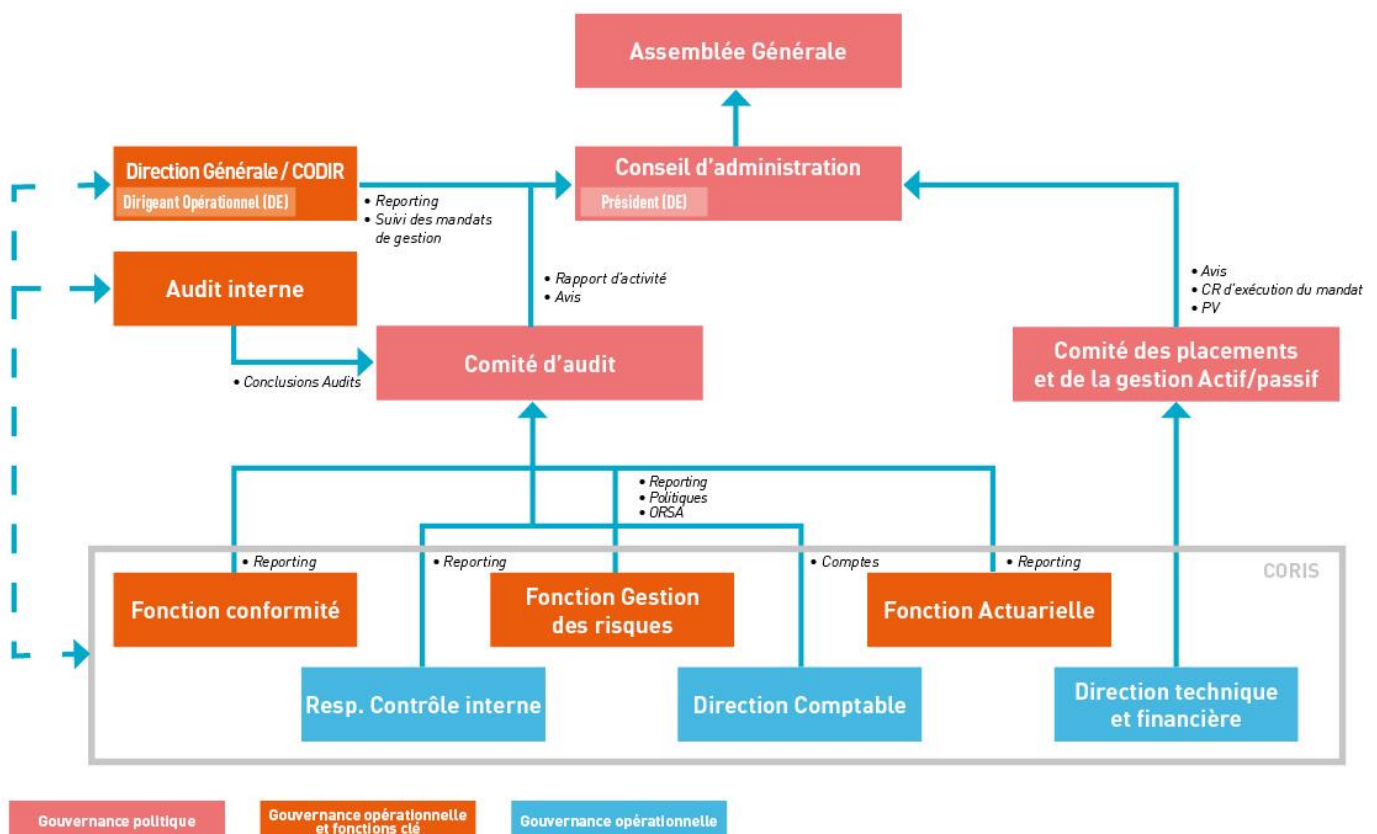 Assemblée Générale
Direction Générale / CODIR
Dirigeant Opérationnel (DE)
Conseil d'administration
Président (DE)
• Reporting
• Suivi des mandats
de gestion
Audit interne
• Rapport d'activité
• Avis
• Avis
• CR d'exécution du mandat
• PV
Comité d'audit
• Conclusions Audits
Comité des placements
et de la gestion Actif/passif
• Reporting
• Politiques
• ORSA
• Reporting
• Reporting
• Comptes
• Reporting
CORIS
Fonction conformité
Fonction Gestion
des risques
Fonction Actuarielle
Resp. Contrôle interne
Direction Comptable
Direction technique
et financière
Gouvernance politique
Gouvernance opérationnelle
et fonctions clé
Gouvernance opérationnelle